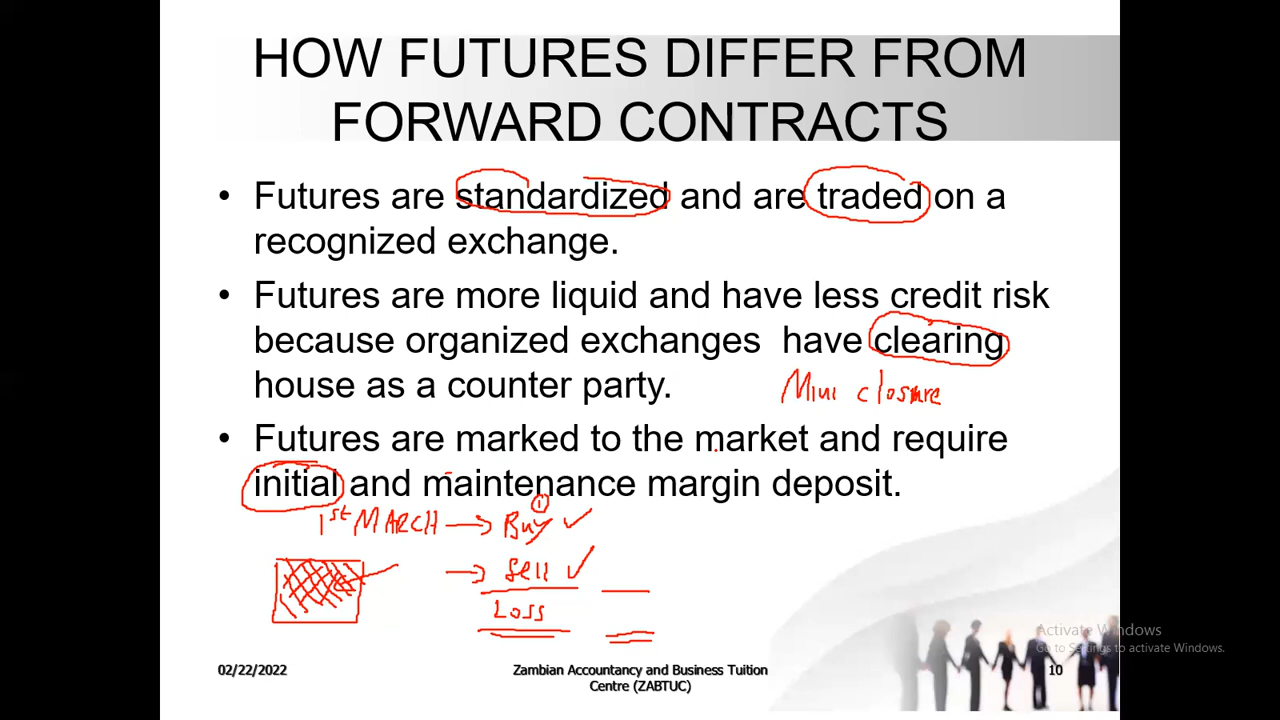 HOW FUTURES DIFFER FROM
FORWARD CONTRACTS
• Futures are standardized and are traded on a
recognized exchange.
• Futures are more liquid and have less credit risk
because organized exchanges have clearing
house as a counter party.
Mini closure
• Futures are marked to the market and require
initial and maintenance margin deposit.
1
1st MARCH → Buy ✓
→ Sell ✓
Loss
Activate Windows
Go to Settings to activate Windows.
02/22/2022
Zambian Accountancy and Business Tuition
Centre (ZABTUC)
10